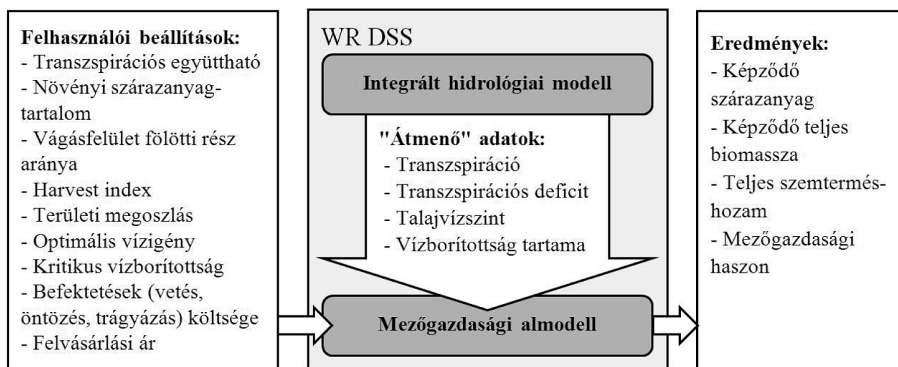 Felhasználói beállítások:
- Transzspirációs együttható
- Növényi szárazanyag-
tartalom
- Vágásfelület fölötti rész
aránya
- Harvest index
- Területi megoszlás
- Optimális vízigény
- Kritikus vízborítottság
- Befektetések (vetés,
öntözés, trágyázás) költsége
- Felvásárlási ár
WR DSS
Integrált hidrológiai modell
"Átmenő" adatok:
- Transzspiráció
- Transzspirációs deficit
- Talajvízszint
- Vízborítottság tartama
Mezőgazdasági almodell
Eredmények:
- Képződő
szárazanyag
- Képződő teljes
biomassza
- Teljes szemtermés-
hozam
- Mezőgazdasági
haszon